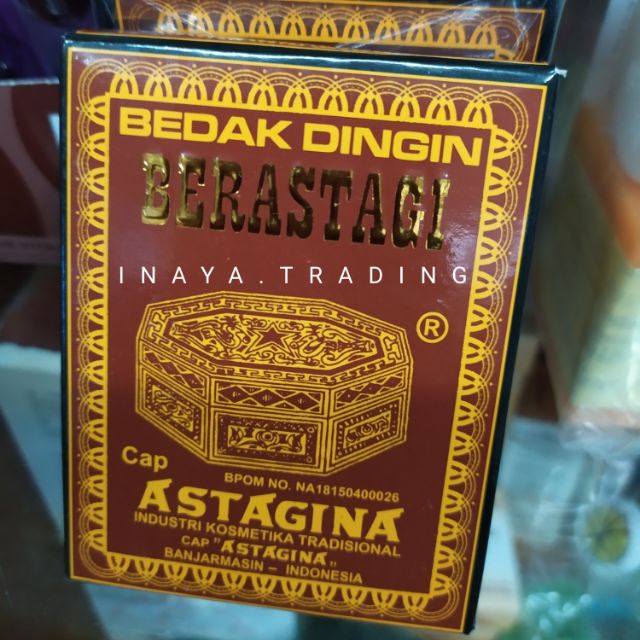 BEDAK DINGIN
BERASTAGI
INAYA.TRADING
®
Cap
BPOM NO. NA18150400026
ASTAGINA
INDUSTRI KOSMETIKA TRADISIONAL
CAP "ASTAGINA"
BANJARMASIN – INDONESIA